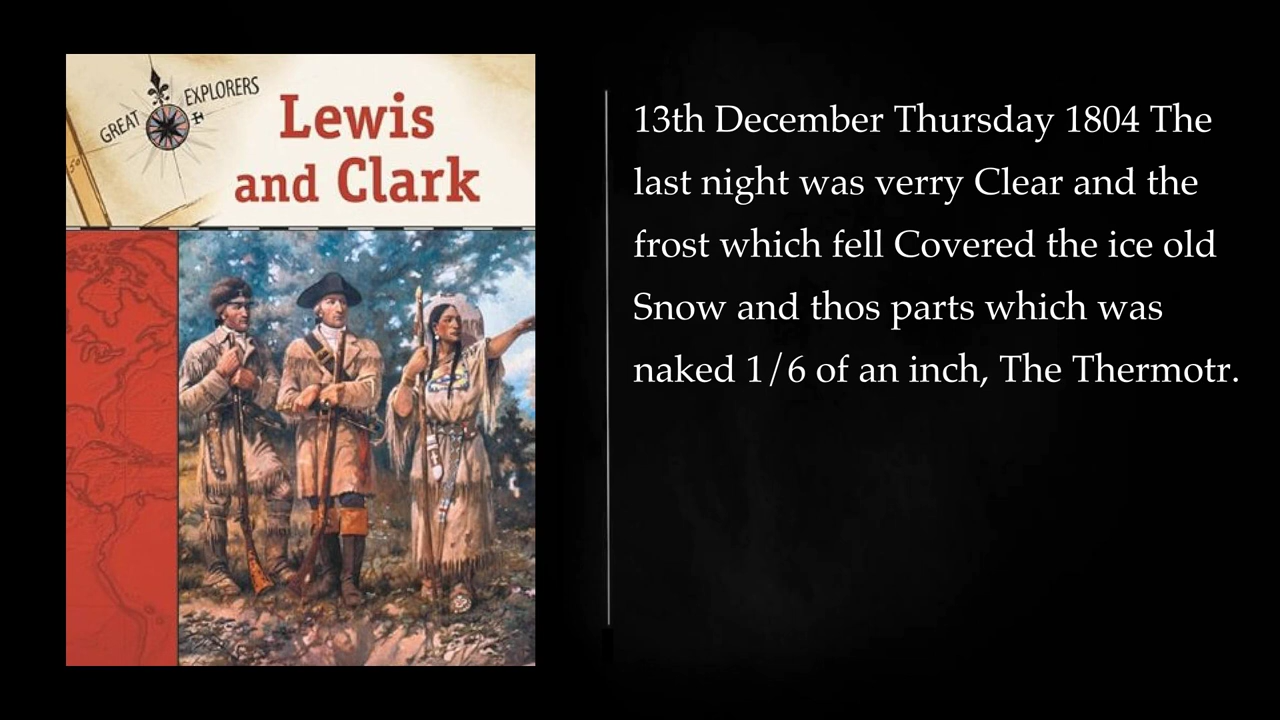 GREAT EXPLORERS
Lewis
and Clark
50
13th December Thursday 1804 The
last night was verry Clear and the
frost which fell Covered the ice old
Snow and thos parts which was
naked 1/6 of an inch, The Thermotr.